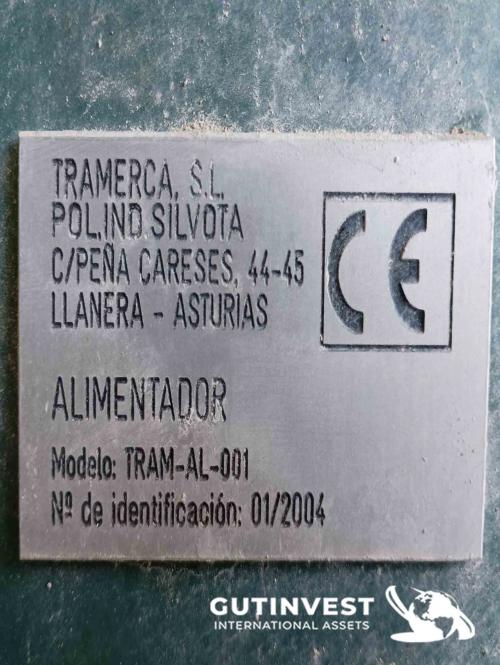 TRAMERCA, S.L.
POL.IND.SILVOTA
C/PEÑA CARESES, 44-45
LLANERA - ASTURIAS
CE
ALIMENTADOR
Modelo: TRAM-AL-001
Nº de identificación: 01/2004
GUTINVEST
INTERNATIONAL ASSETS